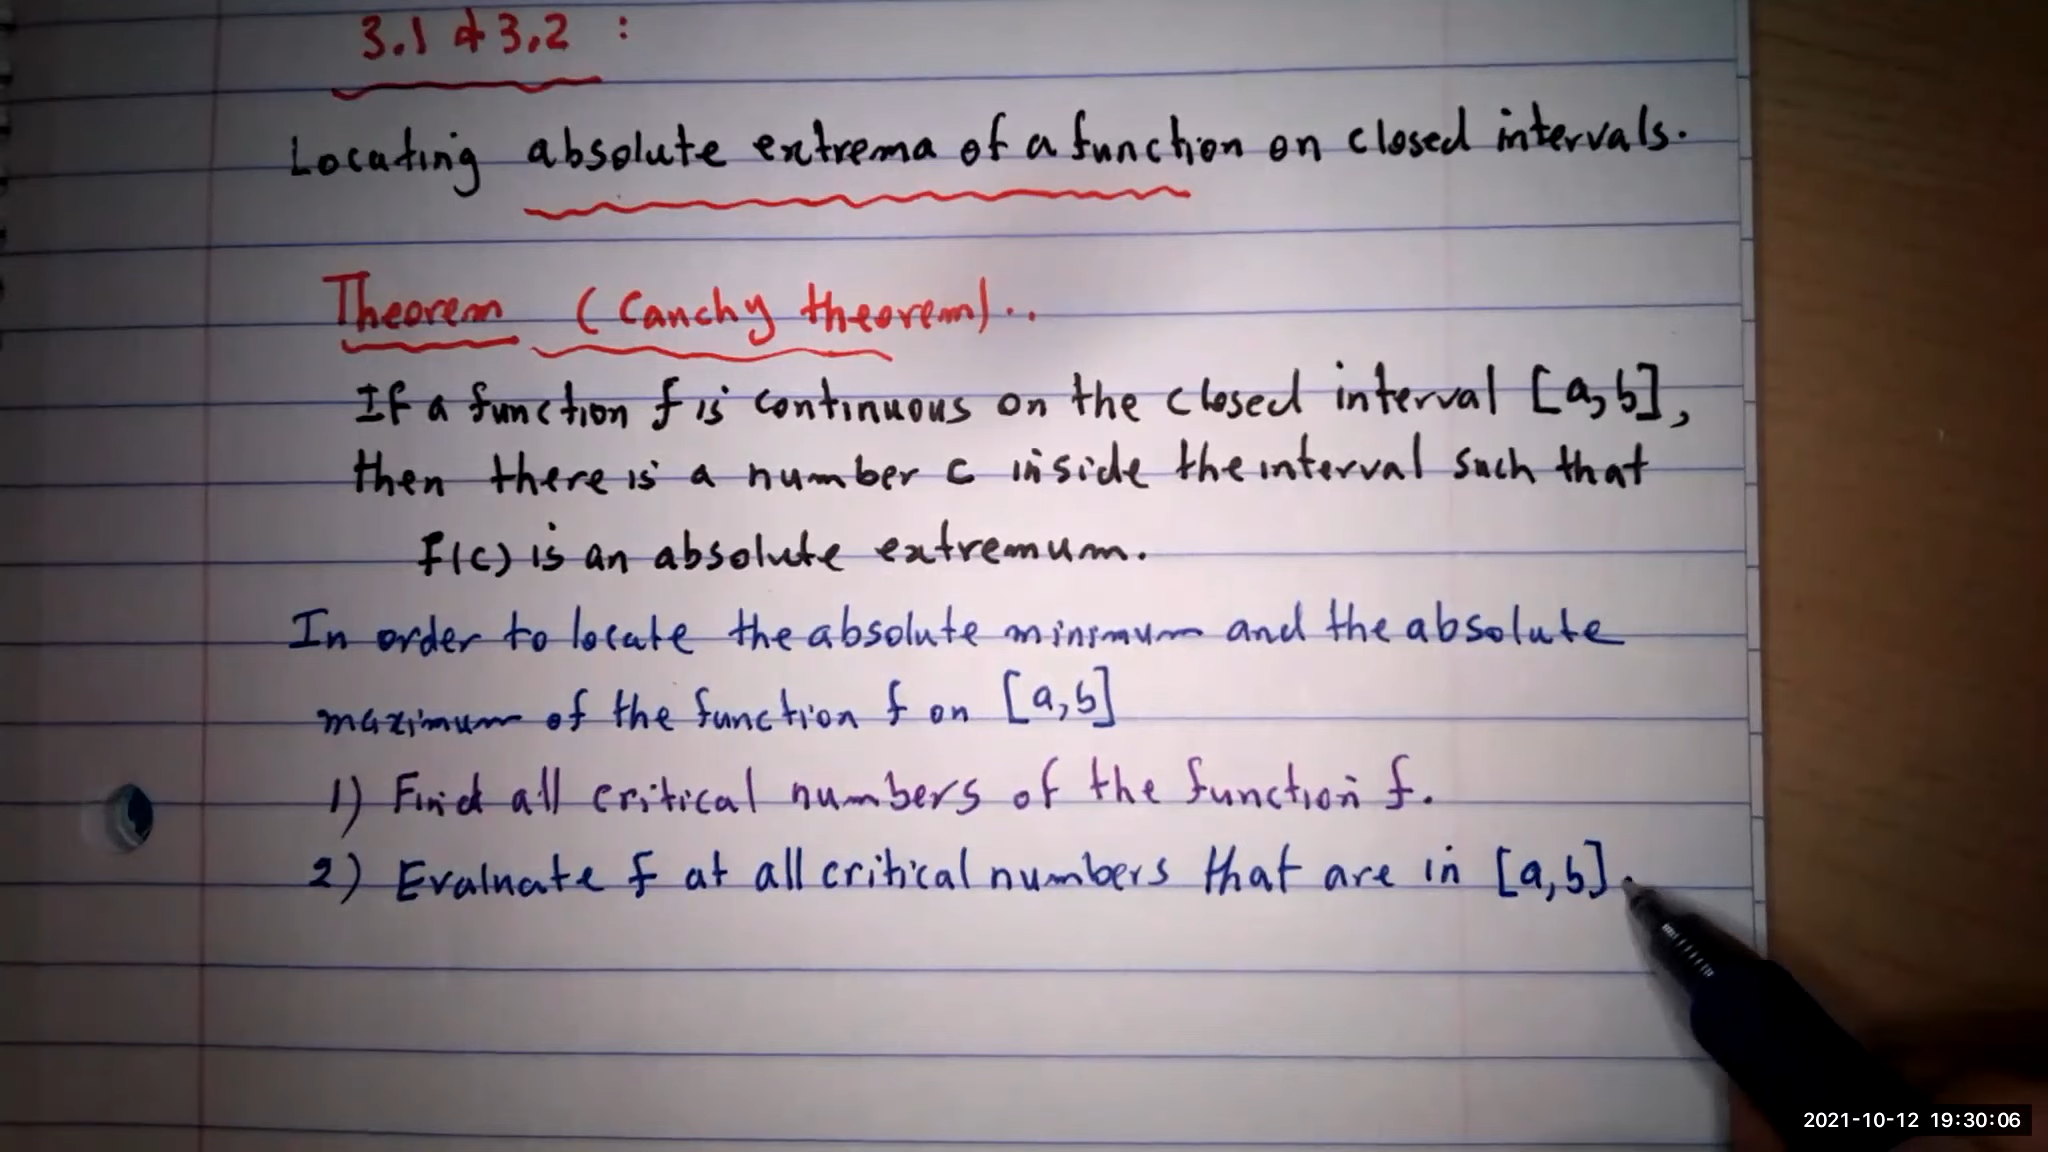 3.1 & 3.2 :
Locating absolute extrema of a function on closed intervals.
Theorem (Canchy theorem)..
If a function f is continuous on the closed interval [a,b],
then there is a number c inside the interval such that
f(c) is an absolute extremum.
In order to locate the absolute minimum and the absolute
maximum of the function f on [a,b]
1) Find all critical numbers of the function f.
2) Evaluate f at all critical numbers that are in [a,b].
2021-10-12 19:30:06